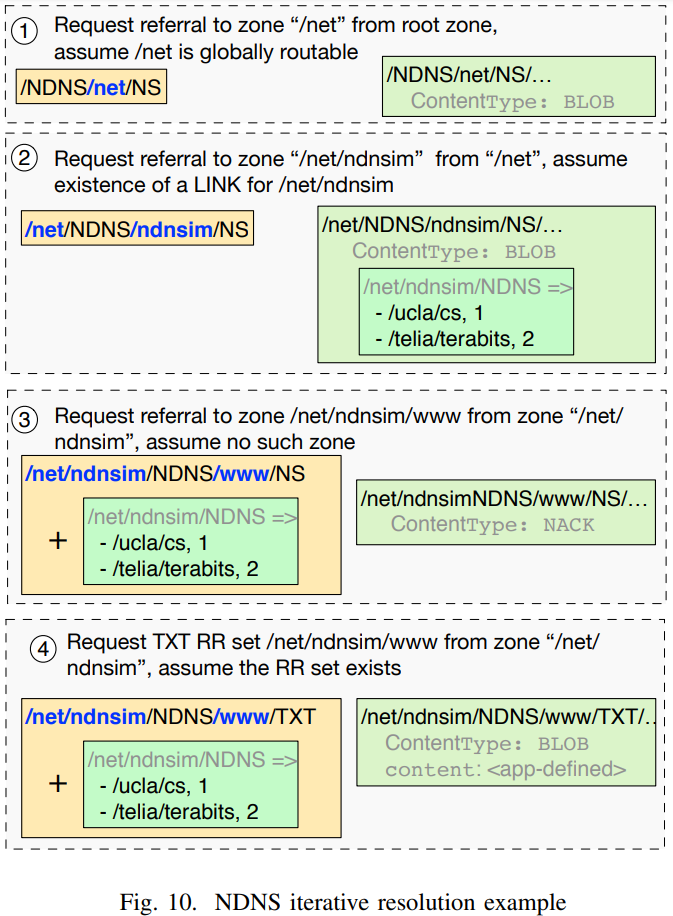 1
Request referral to zone “/net” from root zone,
assume /net is globally routable
/NDNS/net/NS
/NDNS/net/NS/…
ContentType: BLOB
2
Request referral to zone “/net/ndnsim” from “/net”, assume
existence of a LINK for /net/ndnsim
/net/NDNS/ndnsim/NS
/net/NDNS/ndnsim/NS/…
ContentType: BLOB
/net/ndnsim/NDNS =>
- /ucla/cs, 1
- /telia/terabits, 2
3
Request referral to zone /net/ndnsim/www from zone “/net/
ndnsim”, assume no such zone
/net/ndnsim/NDNS/www/NS
+
/net/ndnsim/NDNS =>
- /ucla/cs, 1
- /telia/terabits, 2
/net/ndnsimNDNS/www/NS/…
ContentType: NACK
4
Request TXT RR set /net/ndnsim/www from zone “/net/
ndnsim”, assume the RR set exists
/net/ndnsim/NDNS/www/TXT
+
/net/ndnsim/NDNS =>
- /ucla/cs, 1
- /telia/terabits, 2
/net/ndnsim/NDNS/www/TXT/..
ContentType: BLOB
content: <app-defined>
Fig. 10. NDNS iterative resolution example